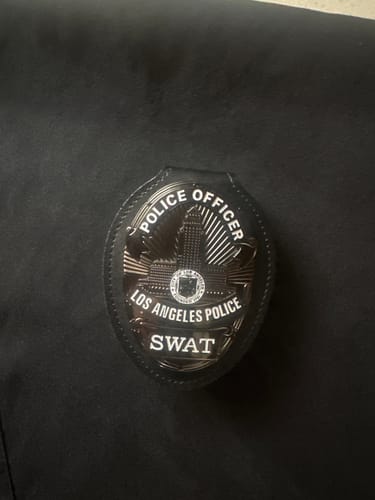 POLICE OFFICER
LOS ANGELES POLICE
SWAT